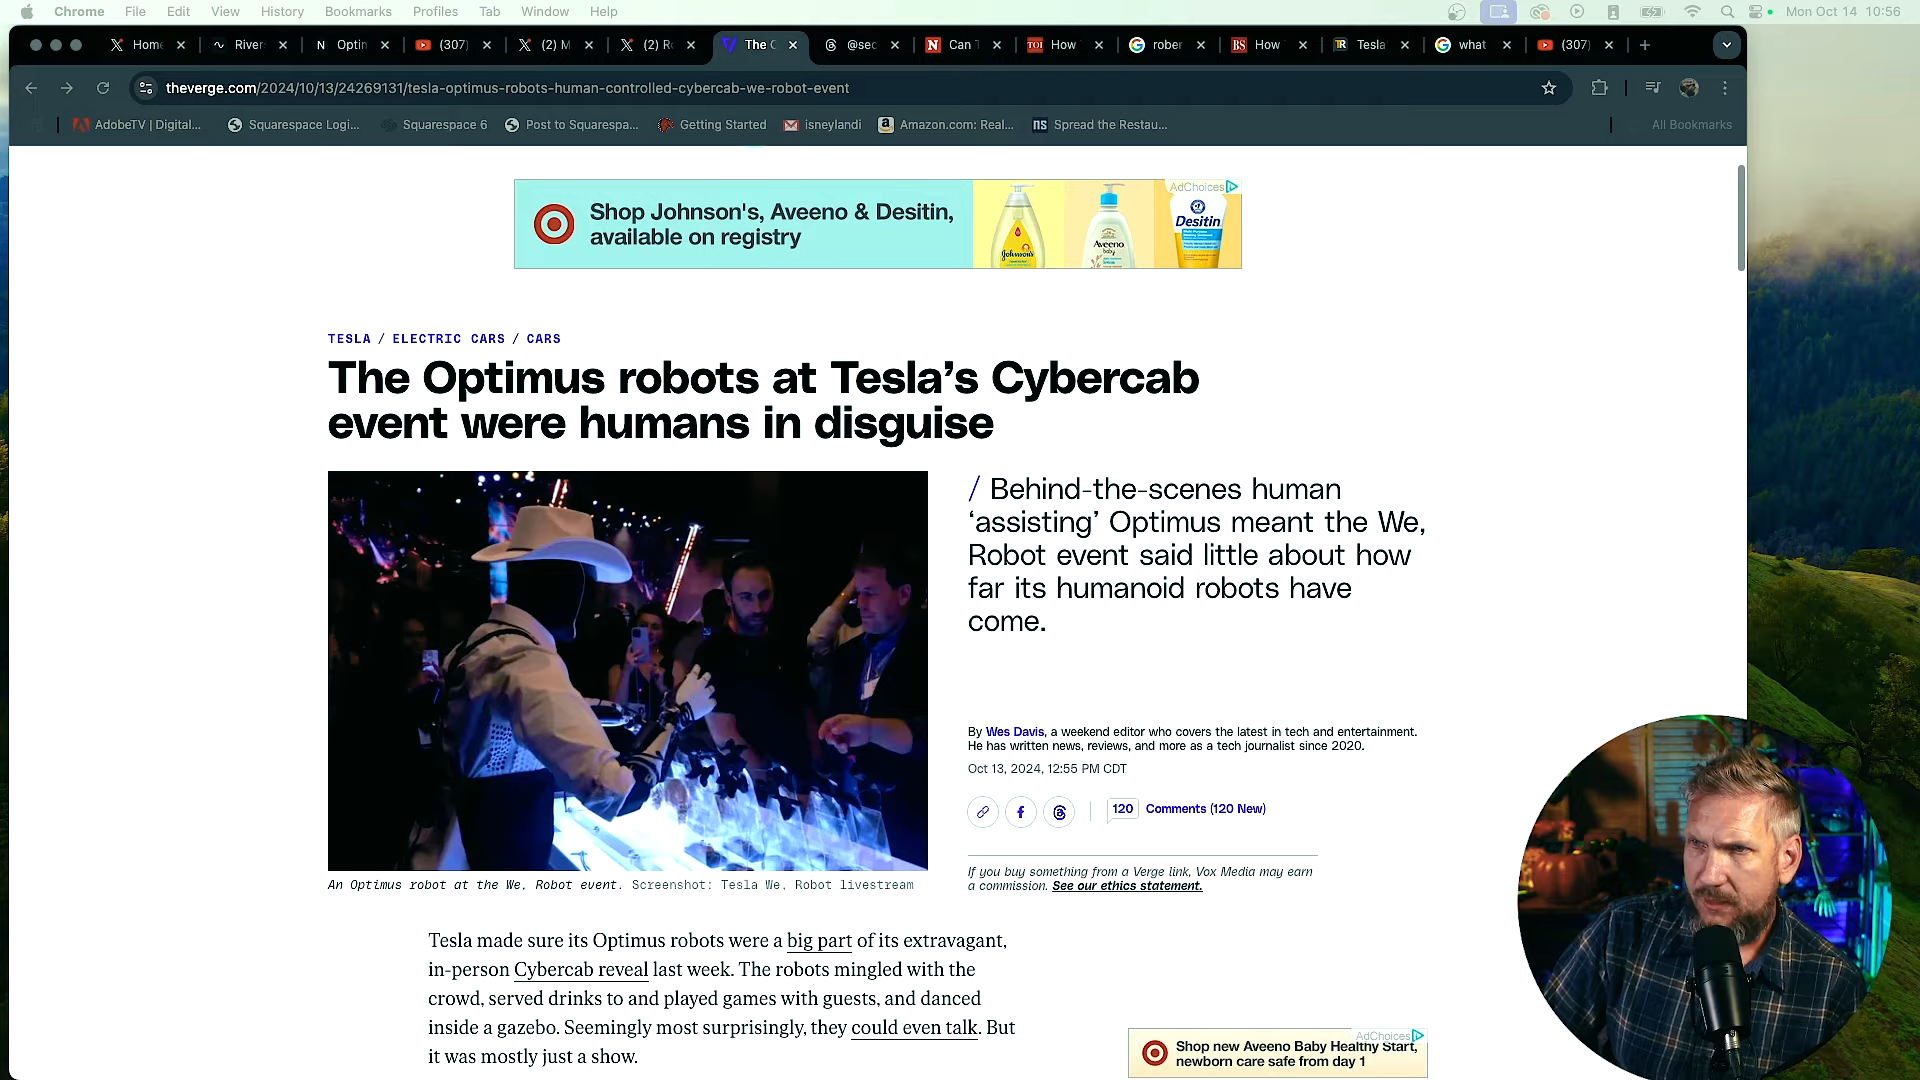 Chrome File Edit View History Bookmarks Profiles Tab Window Help Mon Oct 14 10:56
Home River Optin (307) (2) M (2) R The C @sec Can T How rober How Tesla what (307)
theverge.com/2024/10/13/24269131/tesla-optimus-robots-human-controlled-cybercab-we-robot-event
AdobeTV | Digital... Squarespace Logi... Squarespace 6 Post to Squarespa... Getting Started isneylandi Amazon.com: Real... Spread the Restau... All Bookmarks
AdChoices
Shop Johnson's, Aveeno & Desitin,
available on registry
Johnson's
Aveeno
baby
Desitin
TESLA / ELECTRIC CARS / CARS
The Optimus robots at Tesla’s Cybercab
event were humans in disguise
/ Behind-the-scenes human
‘assisting’ Optimus meant the We,
Robot event said little about how
far its humanoid robots have
come.
By Wes Davis, a weekend editor who covers the latest in tech and entertainment.
He has written news, reviews, and more as a tech journalist since 2020.
Oct 13, 2024, 12:55 PM CDT
120 Comments (120 New)
If you buy something from a Verge link, Vox Media may earn
a commission. See our ethics statement.
An Optimus robot at the We, Robot event. Screenshot: Tesla We, Robot livestream
Tesla made sure its Optimus robots were a big part of its extravagant,
in-person Cybercab reveal last week. The robots mingled with the
crowd, served drinks to and played games with guests, and danced
inside a gazebo. Seemingly most surprisingly, they could even talk. But
it was mostly just a show.
AdChoices
Shop new Aveeno Baby Healthy Start,
newborn care safe from day 1